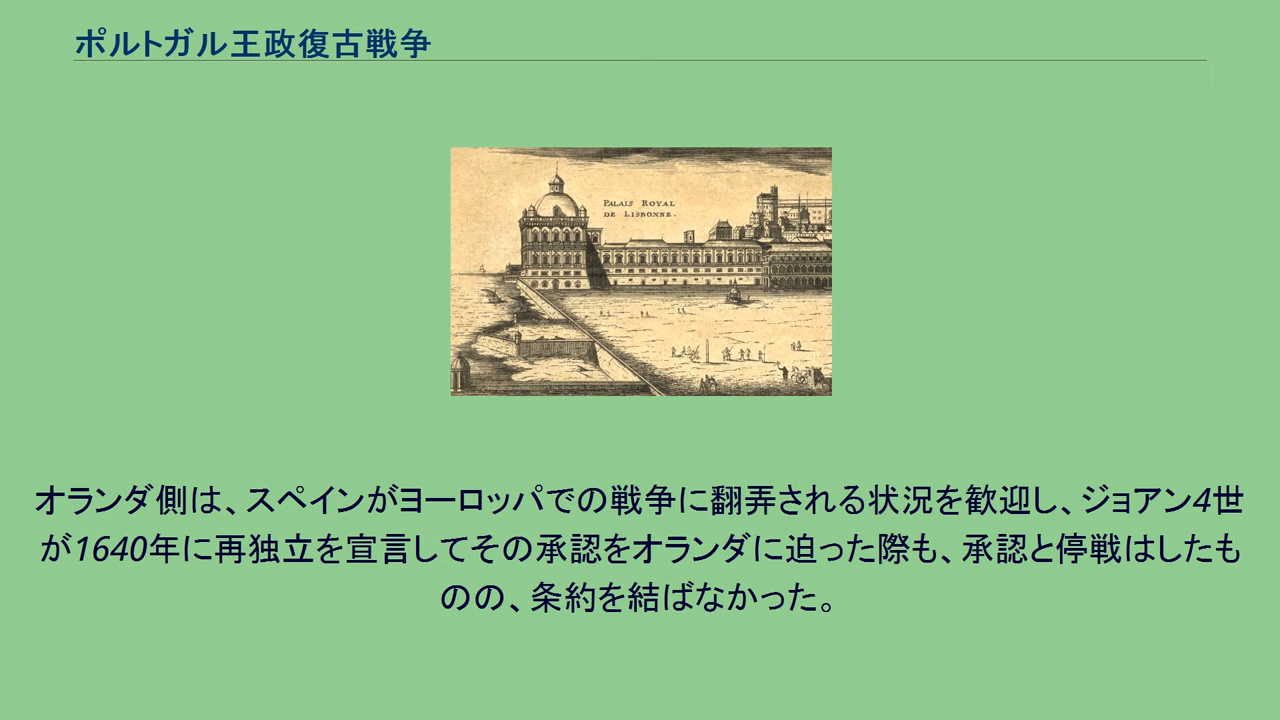 ポルトガル王政復古戦争
PALAIS ROYAL
DE LISBONNE.
オランダ側は、スペインがヨーロッパでの戦争に翻弄される状況を歓迎し、ジョアン4世
が1640年に再独立を宣言してその承認をオランダに迫った際も、承認と停戦はしたも
のの、条約を結ばなかった。